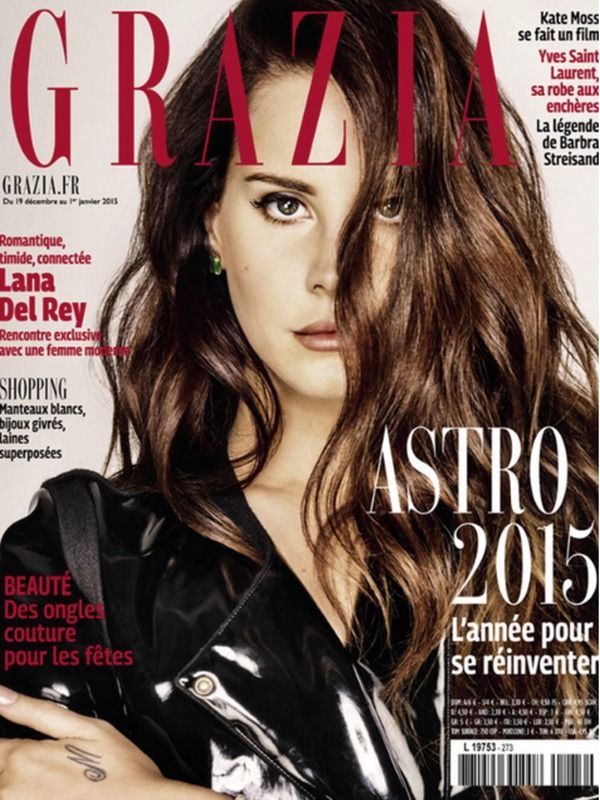 GRAZIA
GRAZIA.FR
Du 19 décembre au 1er janvier 2015
Kate Moss
se fait un film
Yves Saint
Laurent,
sa robe aux
enchères
La légende
de Barbra
Streisand
Romantique,
timide, connectée
Lana
Del Rey
Rencontre exclusive
avec une femme moderne
SHOPPING
Manteaux blancs,
bijoux givrés,
laines
superposées
BEAUTÉ
Des ongles
couture
pour les fêtes
ASTRO
2015
L'année pour
se réinventer
L 19753 - 273